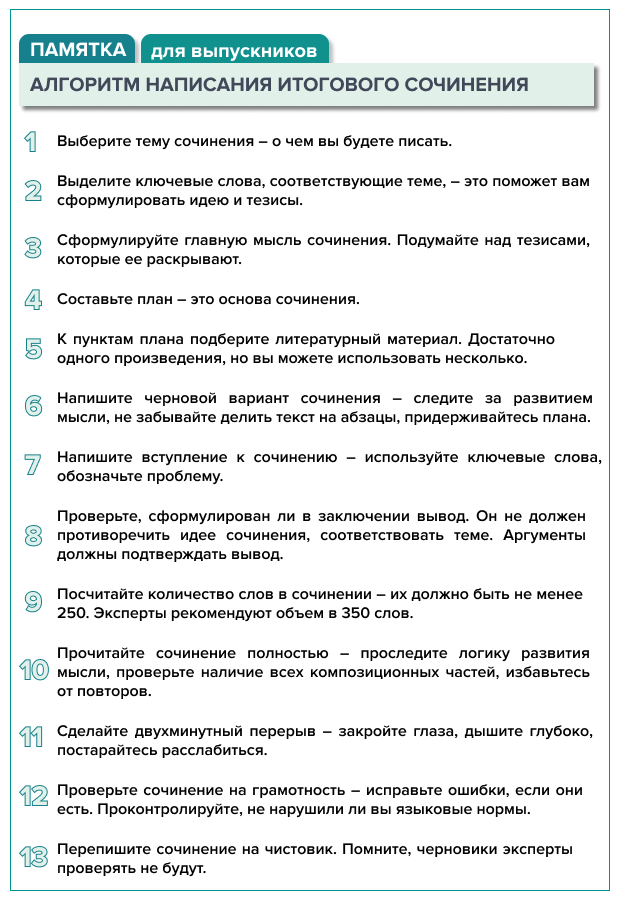 ПАМЯТКА для выпускников
АЛГОРИТМ НАПИСАНИЯ ИТОГОВОГО СОЧИНЕНИЯ
1 Выберите тему сочинения – о чем вы будете писать.
2 Выделите ключевые слова, соответствующие теме, – это поможет вам
сформулировать идею и тезисы.
3 Сформулируйте главную мысль сочинения. Подумайте над тезисами,
которые ее раскрывают.
4 Составьте план – это основа сочинения.
5 К пунктам плана подберите литературный материал. Достаточно
одного произведения, но вы можете использовать несколько.
6 Напишите черновой вариант сочинения – следите за развитием
мысли, не забывайте делить текст на абзацы, придерживайтесь плана.
7 Напишите вступление к сочинению – используйте ключевые слова,
обозначьте проблему.
8 Проверьте, сформулирован ли в заключении вывод. Он не должен
противоречить идее сочинения, соответствовать теме. Аргументы
должны подтверждать вывод.
9 Посчитайте количество слов в сочинении – их должно быть не менее
250. Эксперты рекомендуют объем в 350 слов.
10 Прочитайте сочинение полностью – проследите логику развития
мысли, проверьте наличие всех композиционных частей, избавьтесь
от повторов.
11 Сделайте двухминутный перерыв – закройте глаза, дышите глубоко,
постарайтесь расслабиться.
12 Проверьте сочинение на грамотность – исправьте ошибки, если они
есть. Проконтролируйте, не нарушили ли вы языковые нормы.
13 Перепишите сочинение на чистовик. Помните, черновики эксперты
проверять не будут.